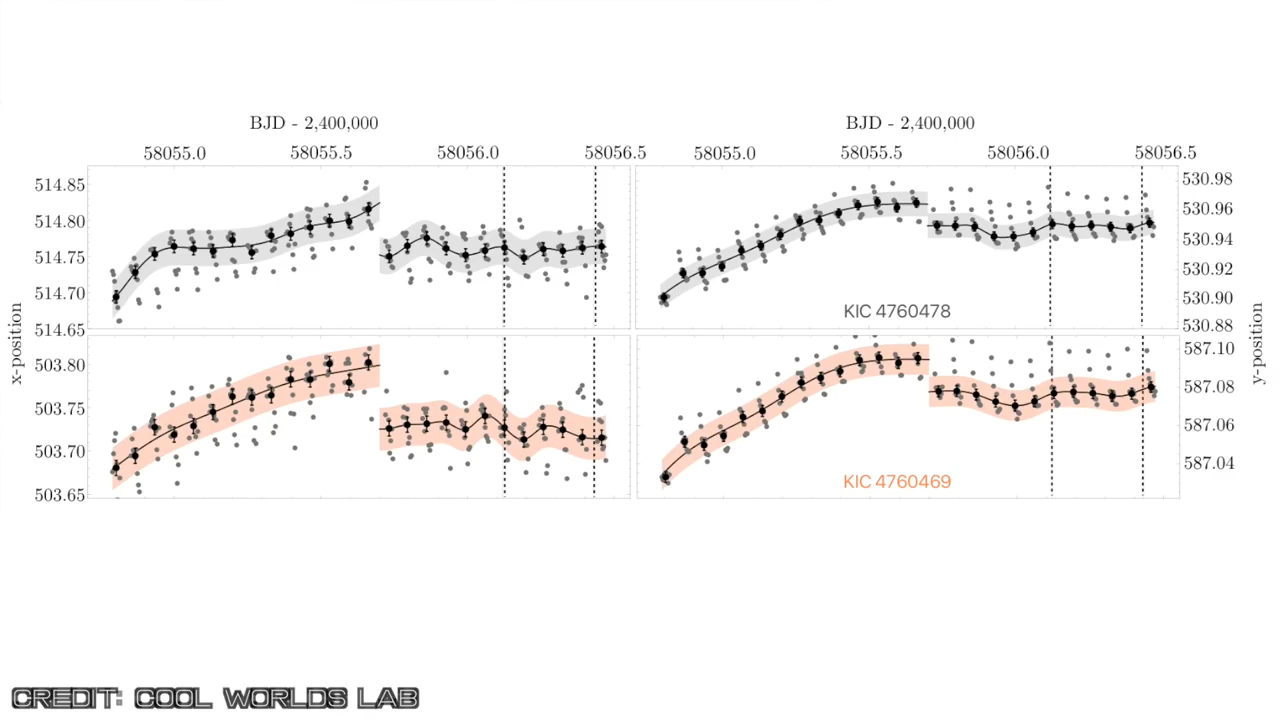 BJD - 2,400,000
BJD - 2,400,000
58055.0 58055.5 58056.0 58056.5
58055.0 58055.5 58056.0 58056.5
514.85
514.80
514.75
514.70
514.65
530.98
530.96
530.94
530.92
530.90
530.88
KIC 4760478
x-position
503.80
503.75
503.70
503.65
587.10
587.08
587.06
587.04
y-position
KIC 4760469
CREDIT: COOL WORLDS LAB